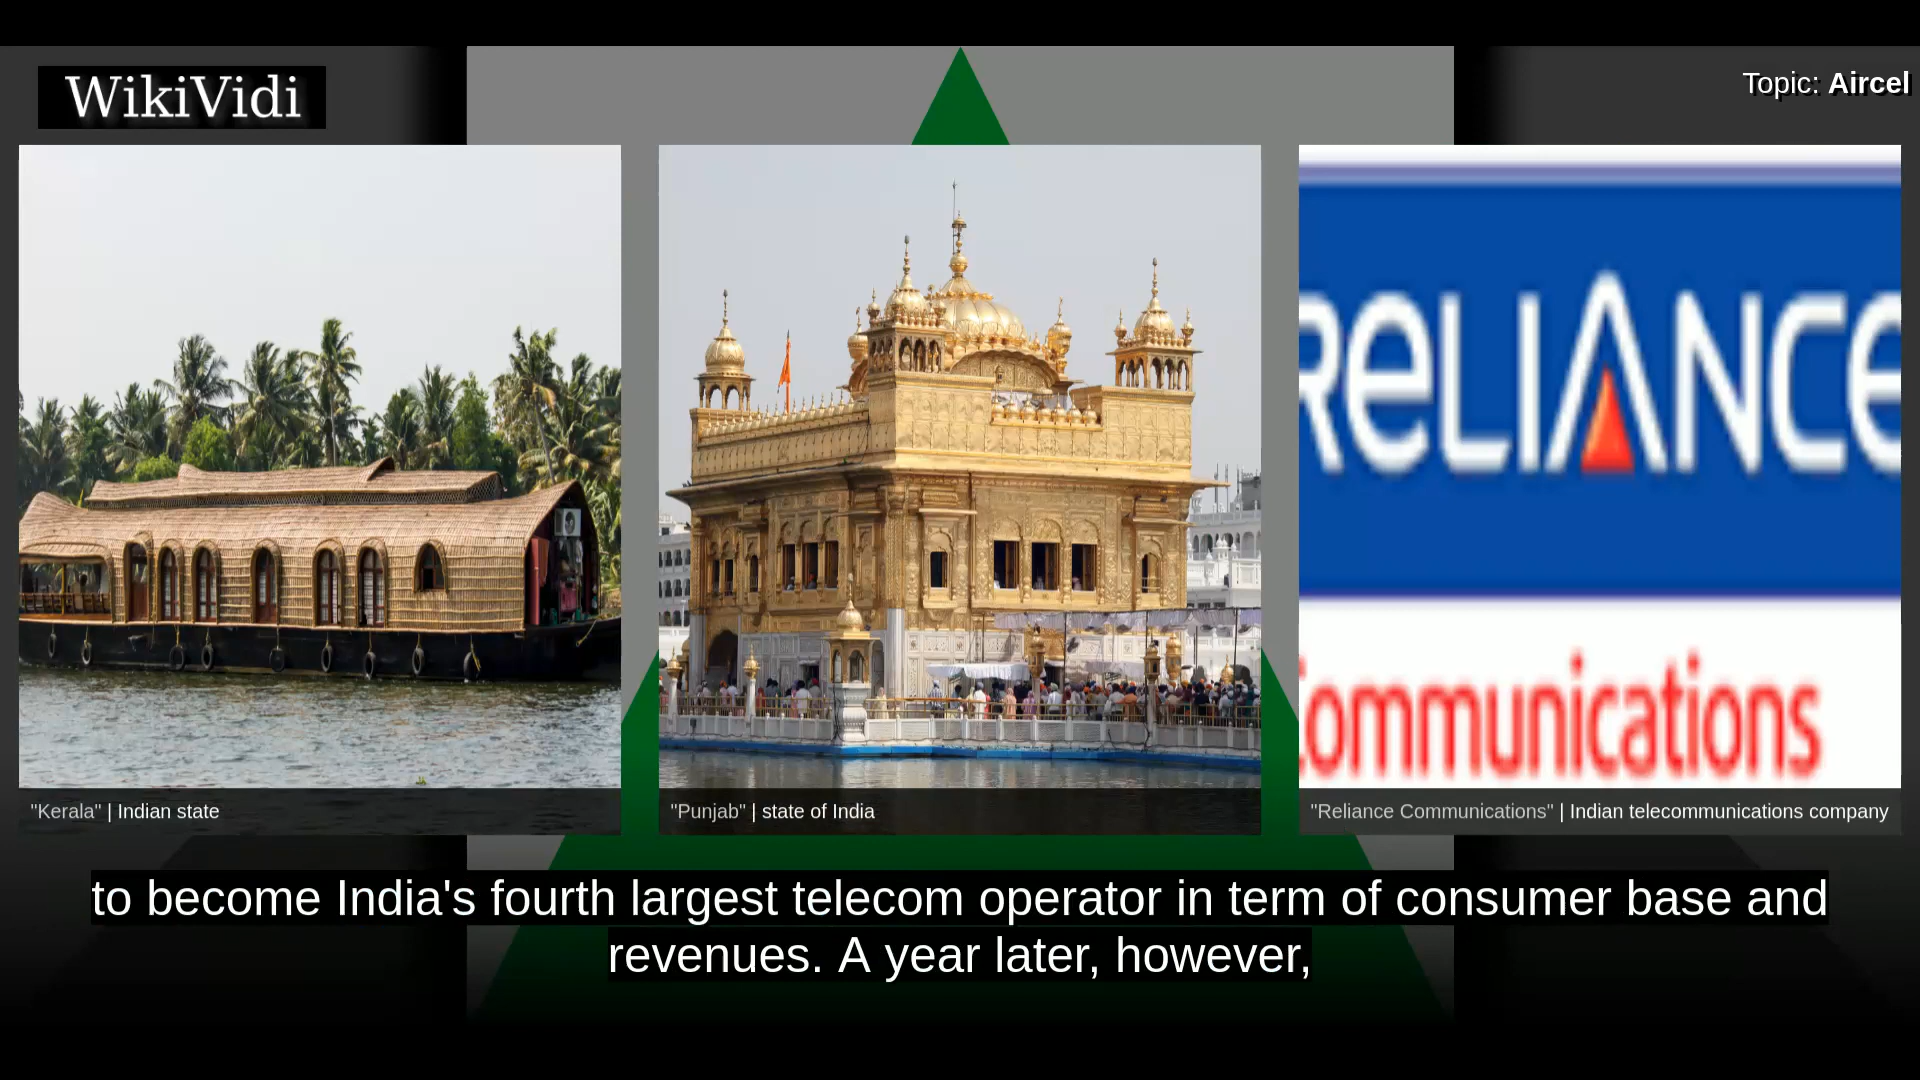 WikiVidi
Topic: Aircel
RELIANCE
ommunications
"Kerala" | Indian state
"Punjab" | state of India
"Reliance Communications" | Indian telecommunications company
to become India's fourth largest telecom operator in term of consumer base and
revenues. A year later, however,